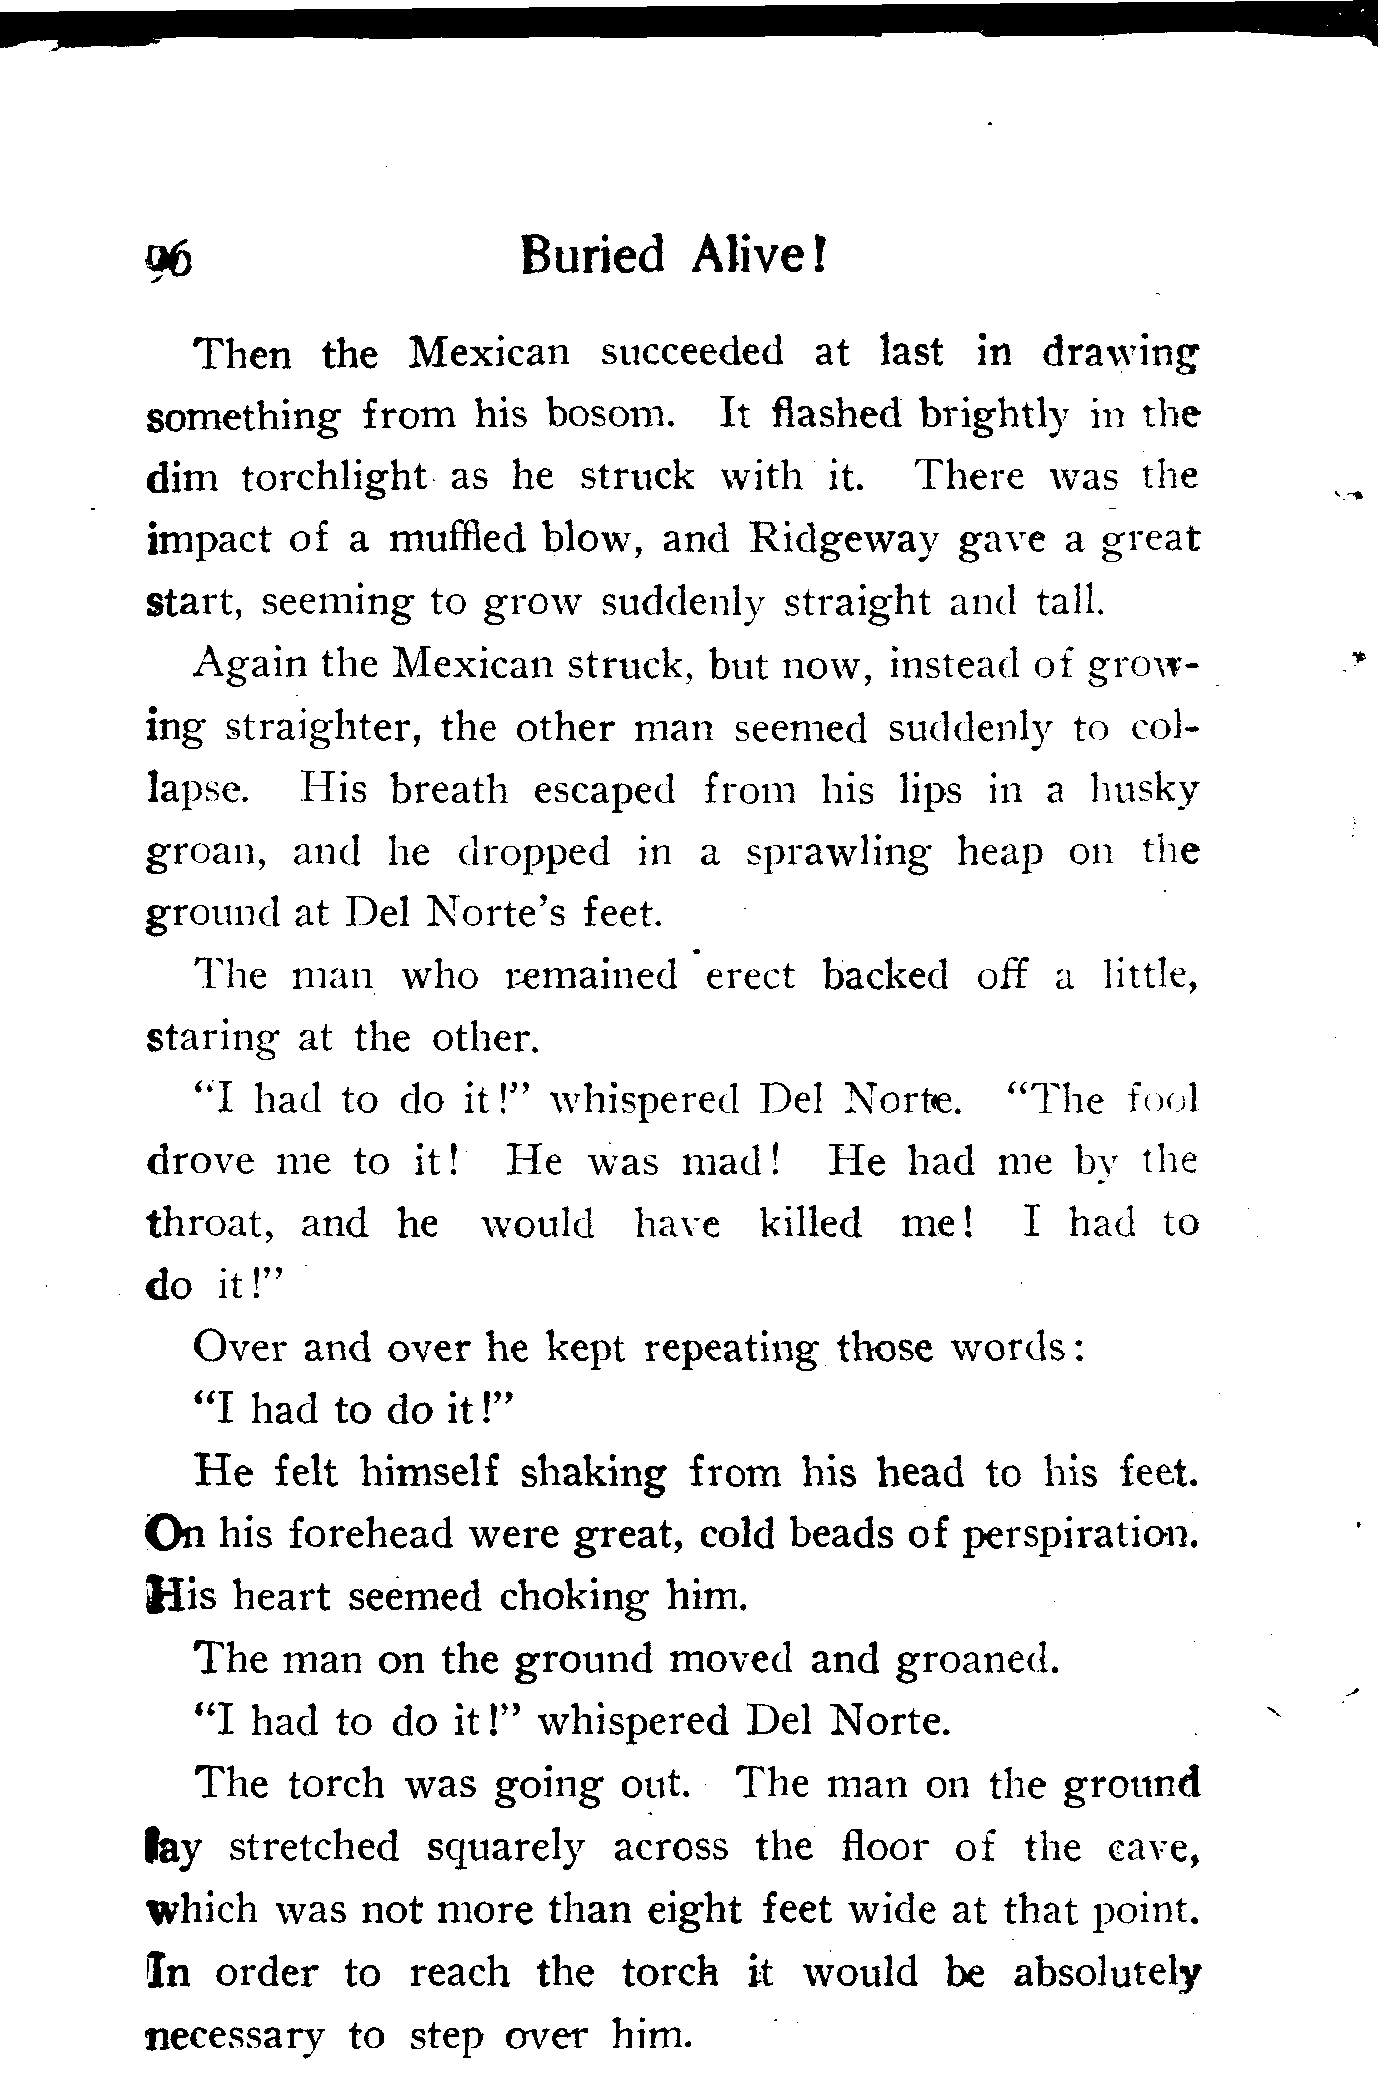 96 Buried Alive!
Then the Mexican succeeded at last in drawing
something from his bosom. It flashed brightly in the
dim torchlight as he struck with it. There was the
impact of a muffled blow, and Ridgeway gave a great
start, seeming to grow suddenly straight and tall.
Again the Mexican struck, but now, instead of grow-
ing straighter, the other man seemed suddenly to col-
lapse. His breath escaped from his lips in a husky
groan, and he dropped in a sprawling heap on the
ground at Del Norte's feet.
The man who remained erect backed off a little,
staring at the other.
"I had to do it!" whispered Del Norte. "The fool
drove me to it! He was mad! He had me by the
throat, and he would have killed me! I had to
do it!"
Over and over he kept repeating those words:
"I had to do it!"
He felt himself shaking from his head to his feet.
On his forehead were great, cold beads of perspiration.
His heart seemed choking him.
The man on the ground moved and groaned.
"I had to do it!" whispered Del Norte.
The torch was going out. The man on the ground
lay stretched squarely across the floor of the cave,
which was not more than eight feet wide at that point.
In order to reach the torch it would be absolutely
necessary to step over him.